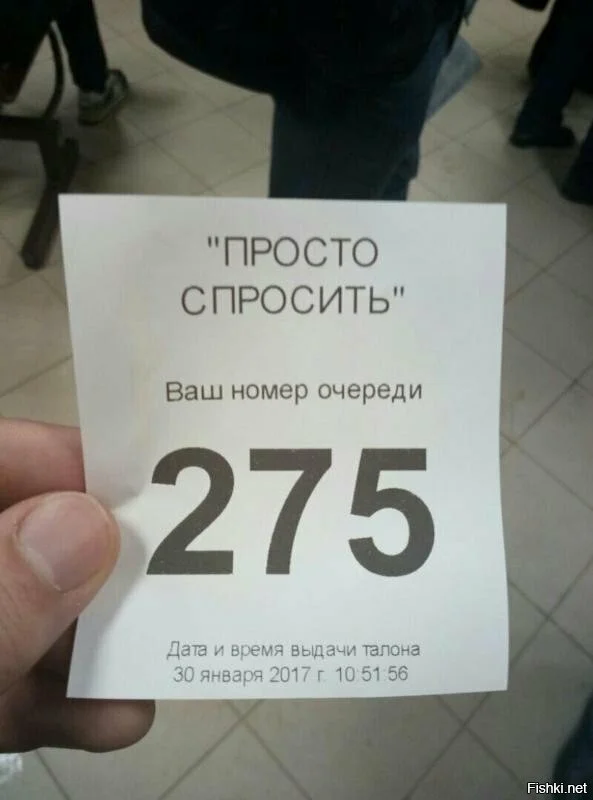 "ПРОСТО
СПРОСИТЬ"
Ваш номер очереди
275
Дата и время выдачи талона
30 января 2017 г. 10:51:56
Fishki.net